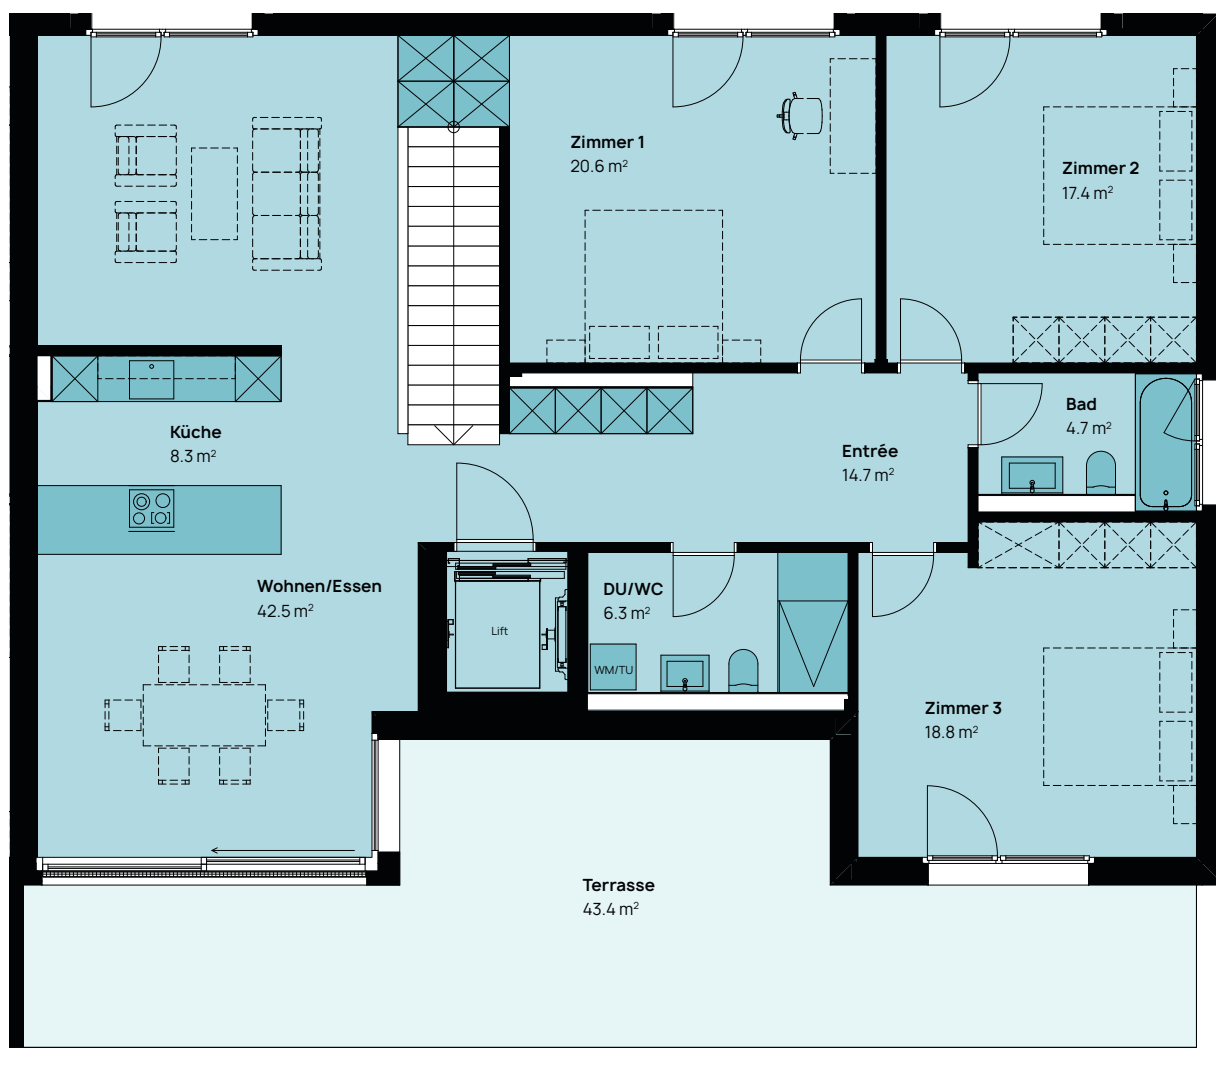 Zimmer 1
20.6 m²
Zimmer 2
17.4 m²
Bad
4.7 m²
Küche
8.3 m²
Entrée
14.7 m²
Wohnen/Essen
42.5 m²
Lift
DU/WC
6.3 m²
WM/TU
Zimmer 3
18.8 m²
Terrasse
43.4 m²